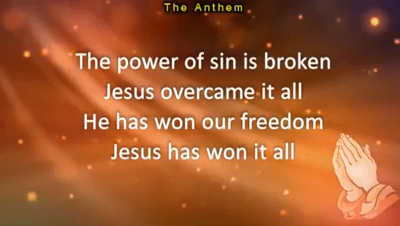 The Anthem
The power of sin is broken
Jesus overcame it all
He has won our freedom
Jesus has won it all